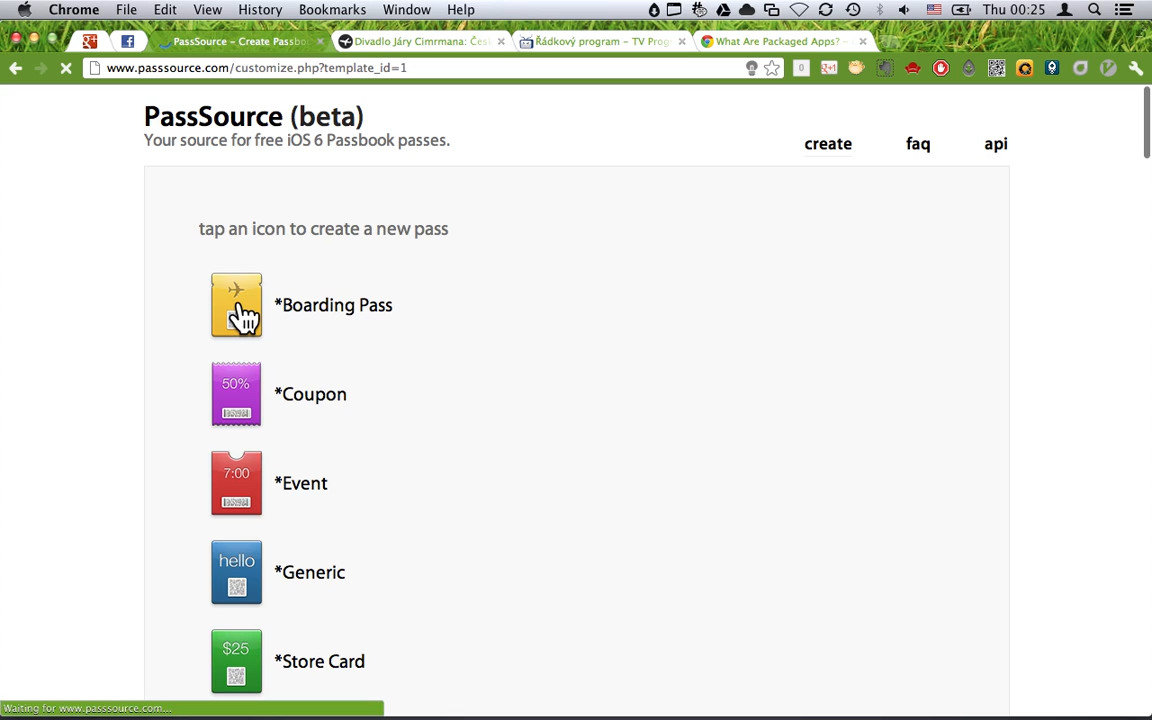 Chrome File Edit View History Bookmarks Window Help Thu 00:25
PassSource – Create Passbo
Divadlo Járy Cimrmana: Česk
Řádkový program – TV Prog
What Are Packaged Apps? –
www.passsource.com/customize.php?template_id=1
PassSource (beta)
Your source for free iOS 6 Passbook passes.
create faq api
tap an icon to create a new pass
*Boarding Pass
50%
*Coupon
7:00
*Event
hello
*Generic
$25
*Store Card
Waiting for www.passsource.com...